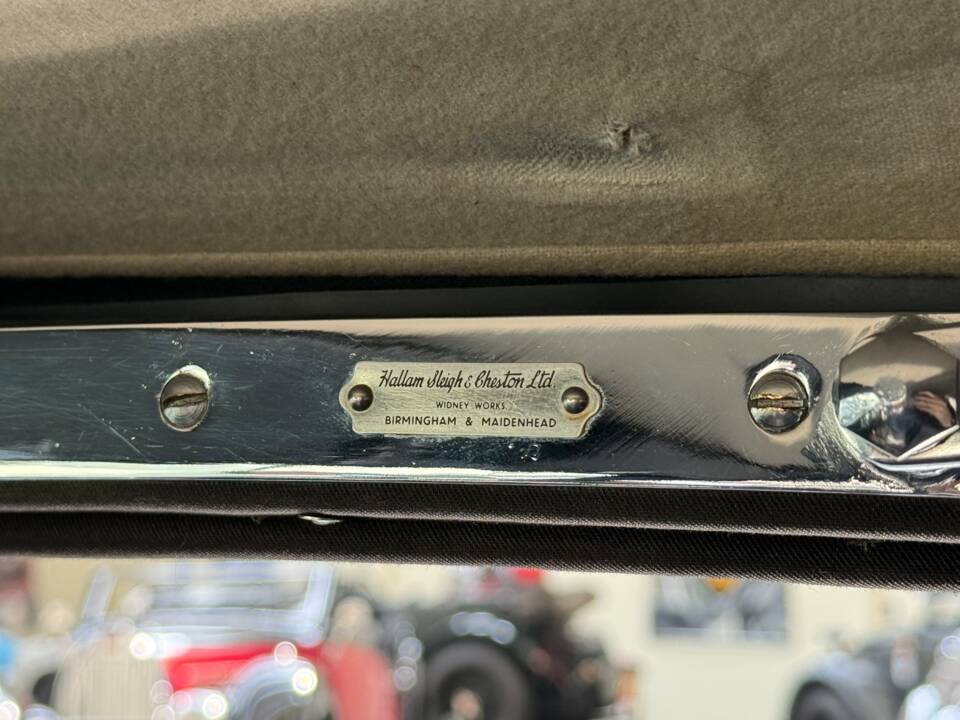 Hallam Sleigh & Cheston Ltd.
WIDNEY WORKS.
BIRMINGHAM & MAIDENHEAD